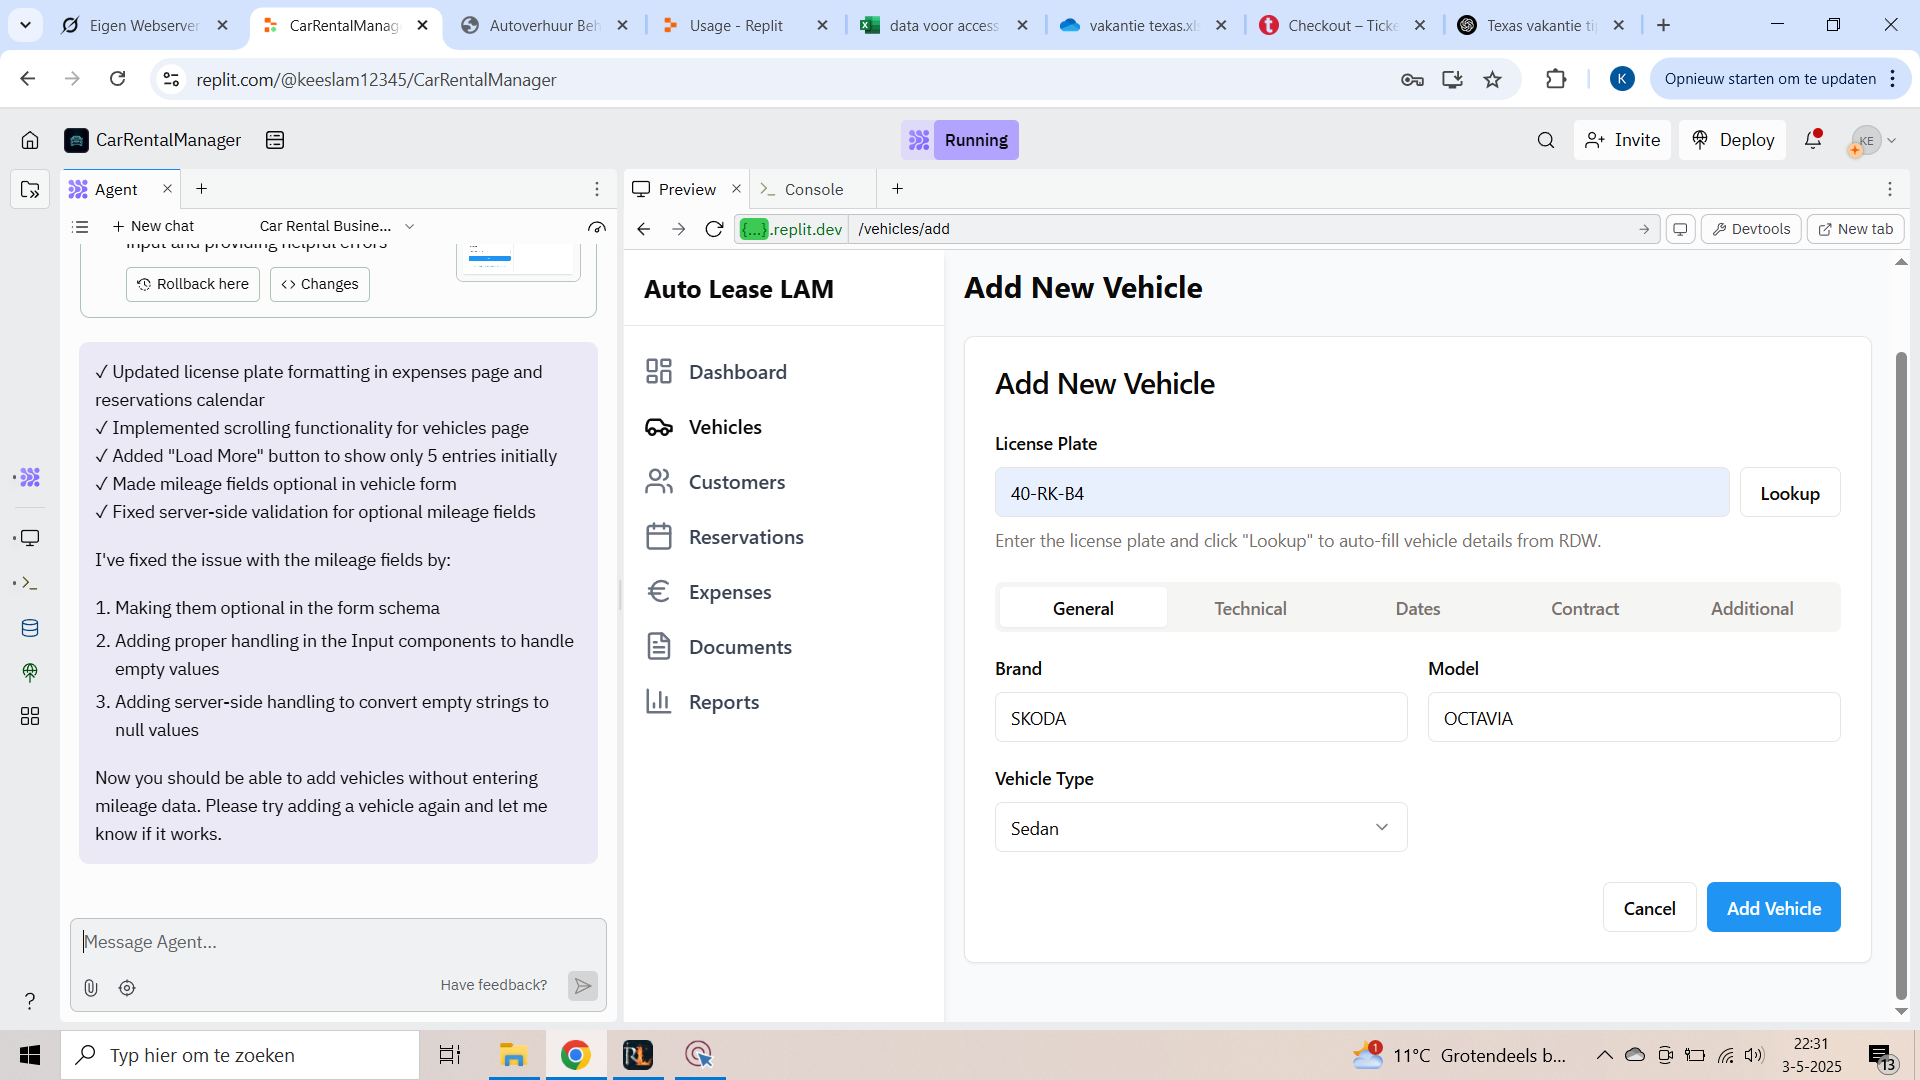 Eigen Webserver
CarRentalManag
Autoverhuur Beh
Usage - Replit
data voor access
vakantie texas.xls
Checkout – Ticke
Texas vakantie ti
replit.com/@keeslam12345/CarRentalManager
K
Opnieuw starten om te updaten
CarRentalManager
Running
Invite
Deploy
KE
Agent
Preview
Console
New chat
Car Rental Busine...
{...}.replit.dev
/vehicles/add
Devtools
New tab
input and providing helpful errors
Rollback here
Changes
✓ Updated license plate formatting in expenses page and
reservations calendar
✓ Implemented scrolling functionality for vehicles page
✓ Added "Load More" button to show only 5 entries initially
✓ Made mileage fields optional in vehicle form
✓ Fixed server-side validation for optional mileage fields
I've fixed the issue with the mileage fields by:
1. Making them optional in the form schema
2. Adding proper handling in the Input components to handle
empty values
3. Adding server-side handling to convert empty strings to
null values
Now you should be able to add vehicles without entering
mileage data. Please try adding a vehicle again and let me
know if it works.
Message Agent...
Have feedback?
?
Auto Lease LAM
Dashboard
Vehicles
Customers
Reservations
Expenses
Documents
Reports
Add New Vehicle
Add New Vehicle
License Plate
40-RK-B4
Lookup
Enter the license plate and click "Lookup" to auto-fill vehicle details from RDW.
General
Technical
Dates
Contract
Additional
Brand
Model
SKODA
OCTAVIA
Vehicle Type
Sedan
Cancel
Add Vehicle
Typ hier om te zoeken
RL
1
11°C Grotendeels b...
22:31
3-5-2025
13